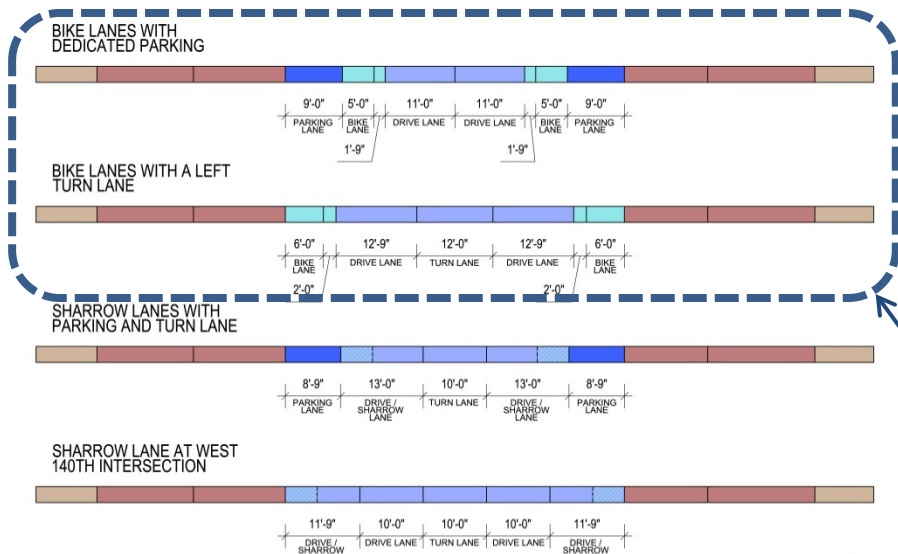 BIKE LANES WITH
DEDICATED PARKING
9'-0" 5'-0" 11'-0" 11'-0" 5'-0" 9'-0"
PARKING LANE BIKE LANE DRIVE LANE DRIVE LANE BIKE LANE PARKING LANE
1'-9" 1'-9"
BIKE LANES WITH A LEFT
TURN LANE
6'-0" 12'-9" 12'-0" 12'-9" 6'-0"
BIKE LANE DRIVE LANE TURN LANE DRIVE LANE BIKE LANE
2'-0" 2'-0"
SHARROW LANES WITH
PARKING AND TURN LANE
8'-9" 13'-0" 10'-0" 13'-0" 8'-9"
PARKING LANE DRIVE / SHARROW LANE TURN LANE DRIVE / SHARROW LANE PARKING LANE
SHARROW LANE AT WEST
140TH INTERSECTION
11'-9" 10'-0" 10'-0" 10'-0" 11'-9"
DRIVE / SHARROW DRIVE LANE TURN LANE DRIVE LANE DRIVE / SHARROW